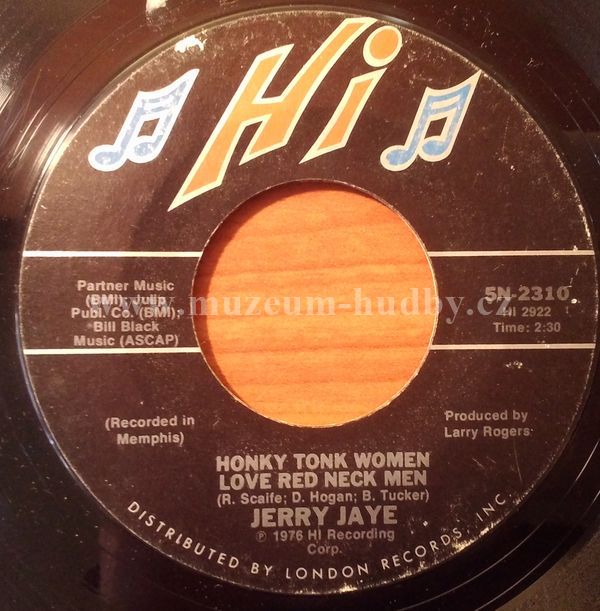 Hi
Partner Music
(BMI); Julip
Publ. Co. (BMI);
Bill Black
Music (ASCAP)
5N-2310
HI 2922
Time: 2:30
www.muzeum-hudby.cz
(Recorded in
Memphis)
Produced by
Larry Rogers
HONKY TONK WOMEN
LOVE RED NECK MEN
(R. Scaife; D. Hogan; B. Tucker)
JERRY JAYE
℗ 1976 HI Recording
Corp.
DISTRIBUTED BY LONDON RECORDS, INC.